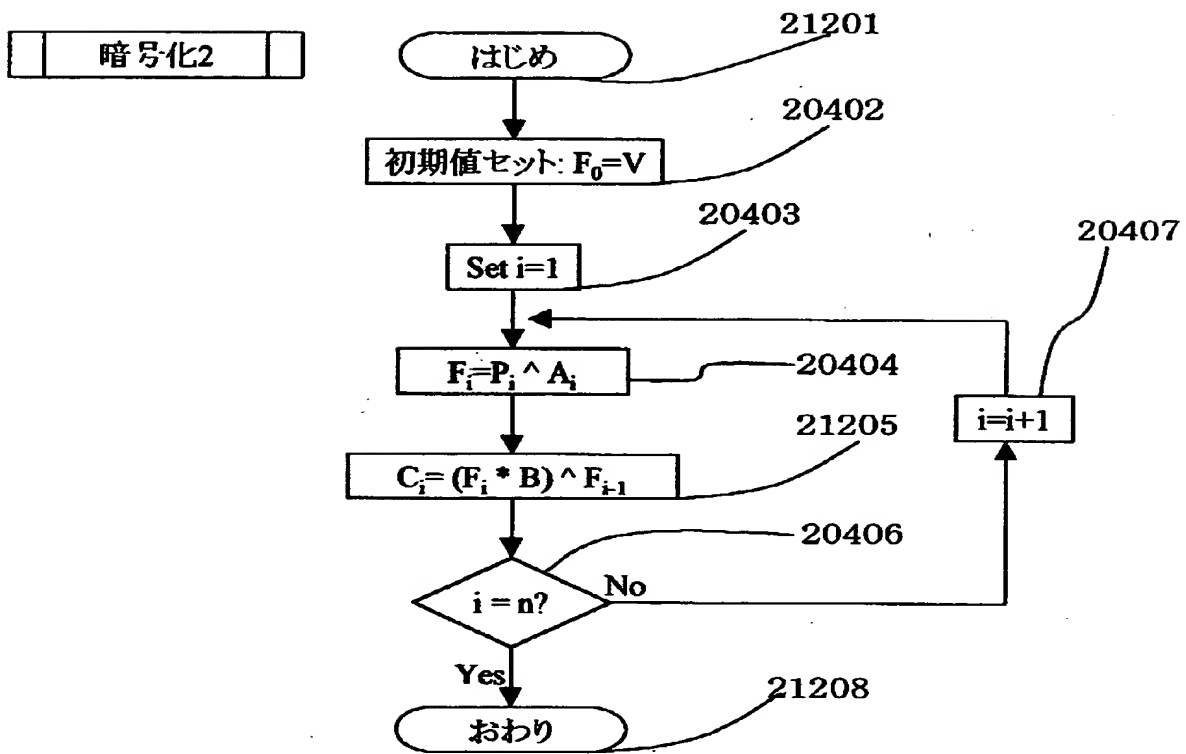 暗号化2
はじめ
21201
初期値セット: F₀=V
20402
Set i=1
20403
20407
Fᵢ=Pᵢ ^ Aᵢ
20404
i=i+1
Cᵢ= (Fᵢ * B) ^ Fᵢ₋₁
21205
i = n?
20406
No
Yes
おわり
21208